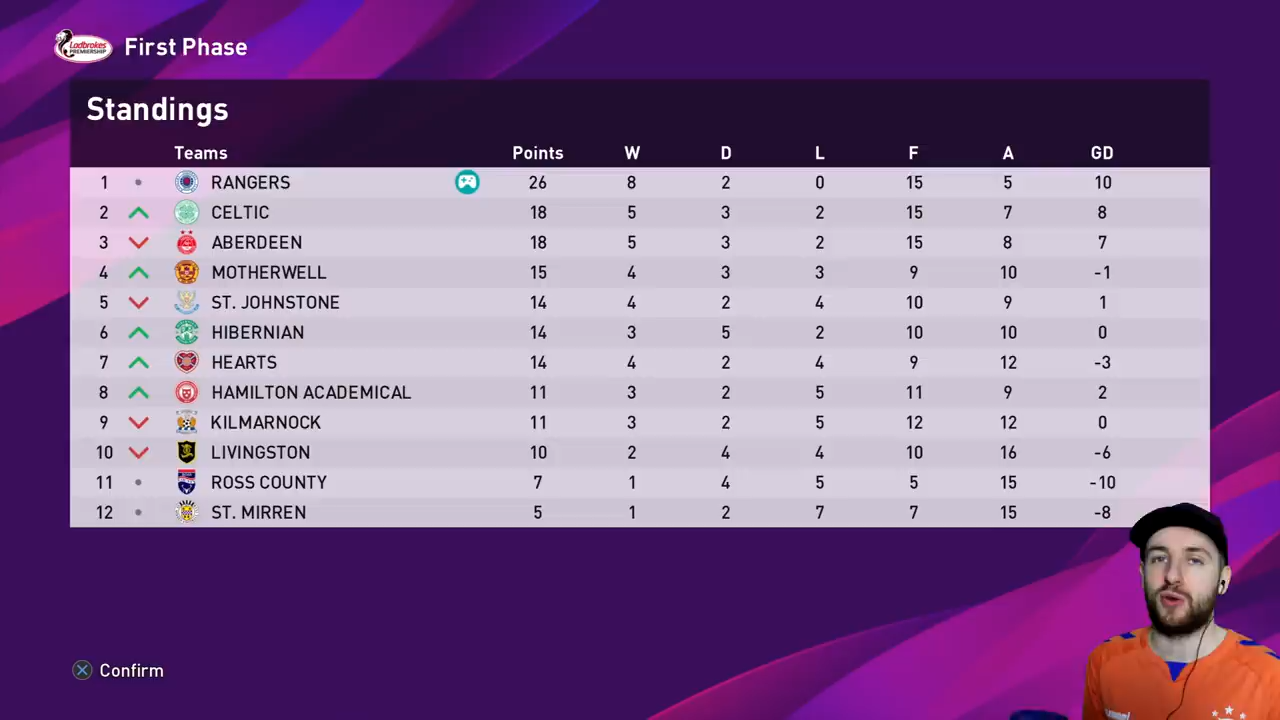 Ladbrokes
PREMIERSHIP
First Phase
Standings
Teams Points W D L F A GD
1 RANGERS 26 8 2 0 15 5 10
2 CELTIC 18 5 3 2 15 7 8
3 ABERDEEN 18 5 3 2 15 8 7
4 MOTHERWELL 15 4 3 3 9 10 -1
5 ST. JOHNSTONE 14 4 2 4 10 9 1
6 HIBERNIAN 14 3 5 2 10 10 0
7 HEARTS 14 4 2 4 9 12 -3
8 HAMILTON ACADEMICAL 11 3 2 5 11 9 2
9 KILMARNOCK 11 3 2 5 12 12 0
10 LIVINGSTON 10 2 4 4 10 16 -6
11 ROSS COUNTY 7 1 4 5 5 15 -10
12 ST. MIRREN 5 1 2 7 7 15 -8
Confirm